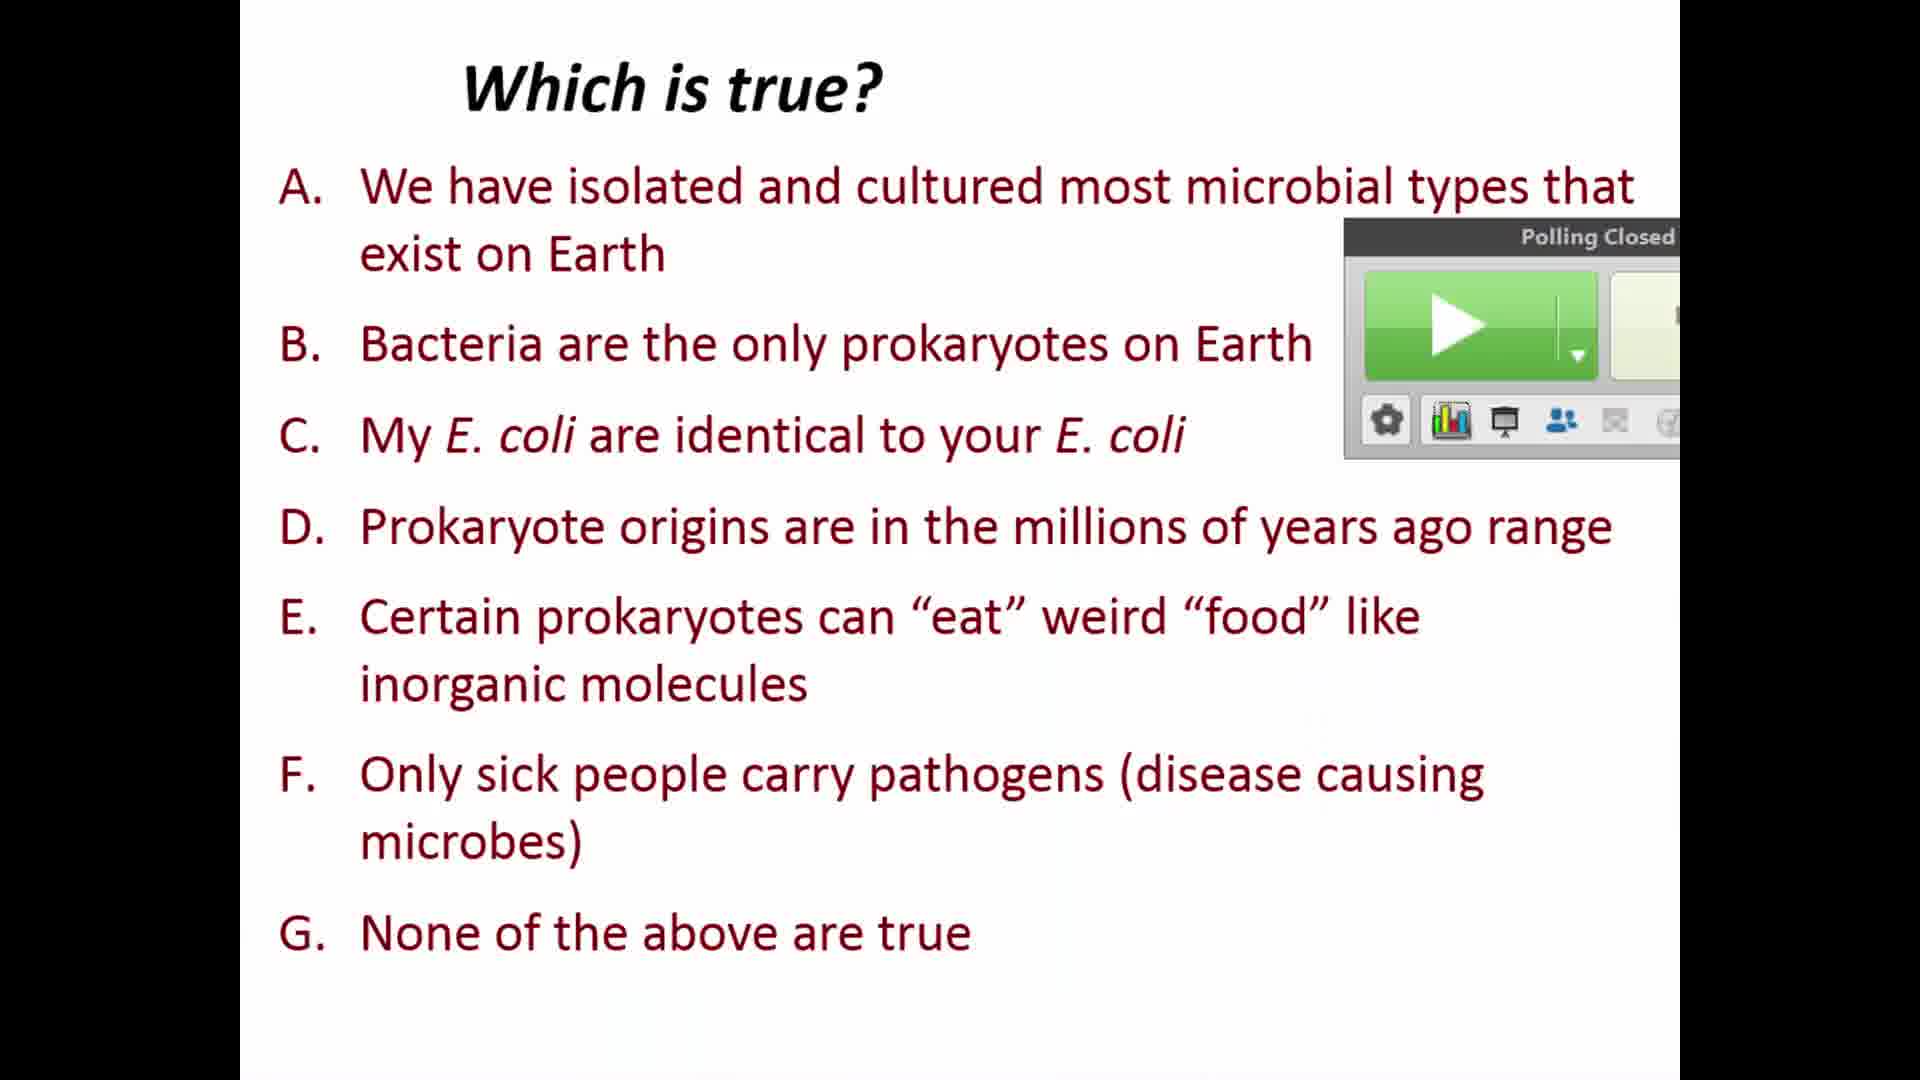 Which is true?
A. We have isolated and cultured most microbial types that
exist on Earth
Polling Closed
B. Bacteria are the only prokaryotes on Earth
C. My E. coli are identical to your E. coli
D. Prokaryote origins are in the millions of years ago range
E. Certain prokaryotes can “eat” weird “food” like
inorganic molecules
F. Only sick people carry pathogens (disease causing
microbes)
G. None of the above are true